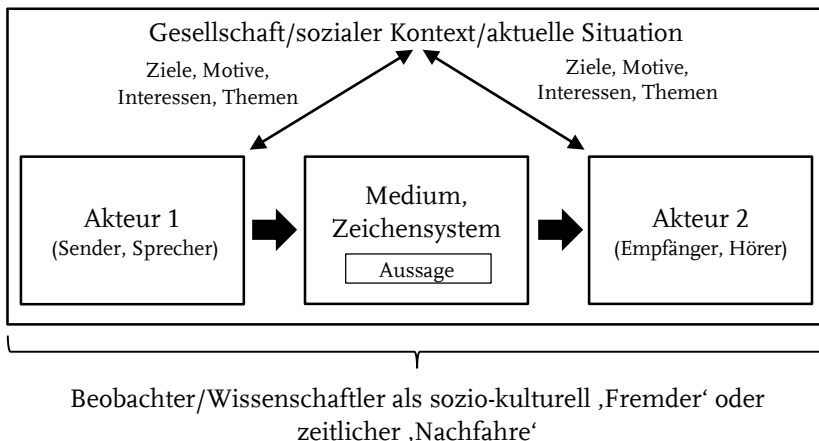 Gesellschaft/sozialer Kontext/aktuelle Situation
Ziele, Motive,
Interessen, Themen
Ziele, Motive,
Interessen, Themen
Akteur 1
(Sender, Sprecher)
Medium,
Zeichensystem
Aussage
Akteur 2
(Empfänger, Hörer)
Beobachter/Wissenschaftler als sozio-kulturell ‚Fremder‘ oder
zeitlicher ‚Nachfahre‘